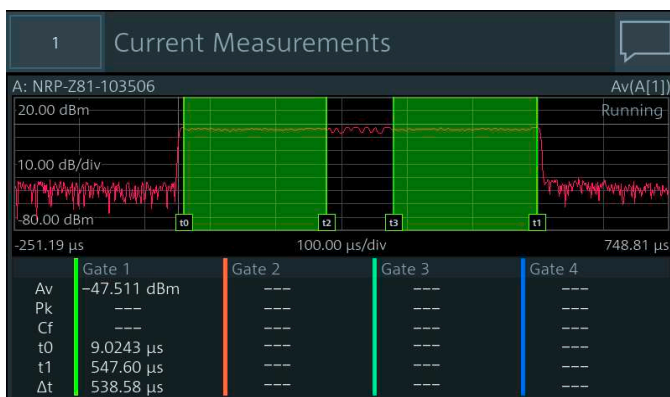 1 Current Measurements
A: NRP-Z81-103506 Av(A[1])
20.00 dBm Running
10.00 dB/div
-80.00 dBm t0 t2 t3 t1
-251.19 µs 100.00 µs/div 748.81 µs
Gate 1 Gate 2 Gate 3 Gate 4
Av −47.511 dBm --- --- ---
Pk --- --- --- ---
Cf --- --- --- ---
t0 9.0243 µs --- --- ---
t1 547.60 µs --- --- ---
Δt 538.58 µs --- --- ---